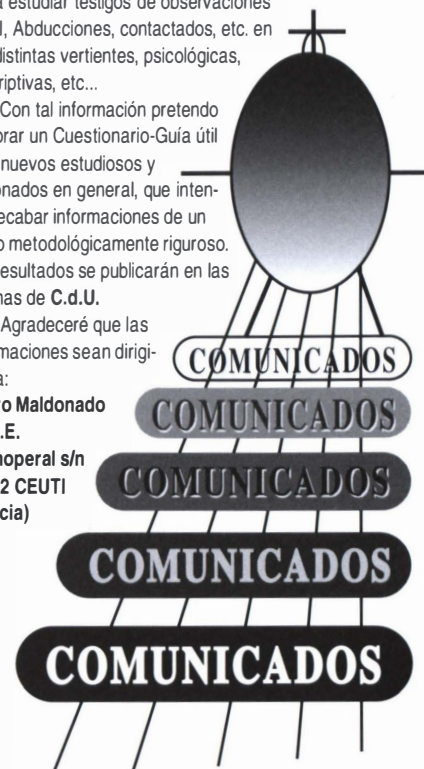 a estudiar testigos de observaciones
I, Abducciones, contactados, etc. en
distintas vertientes, psicológicas,
riptivas, etc...
Con tal información pretendo
orar un Cuestionario-Guía útil
nuevos estudiosos y
onados en general, que inten-
ecabar informaciones de un
o metodológicamente riguroso.
esultados se publicarán en las
nas de C.d.U.
Agradeceré que las
maciones sean dirigi-
a:
ro Maldonado
.E.
noperal s/n
2 CEUTI
cia)
COMUNICADOS
COMUNICADOS
COMUNICADOS
COMUNICADOS
COMUNICADOS